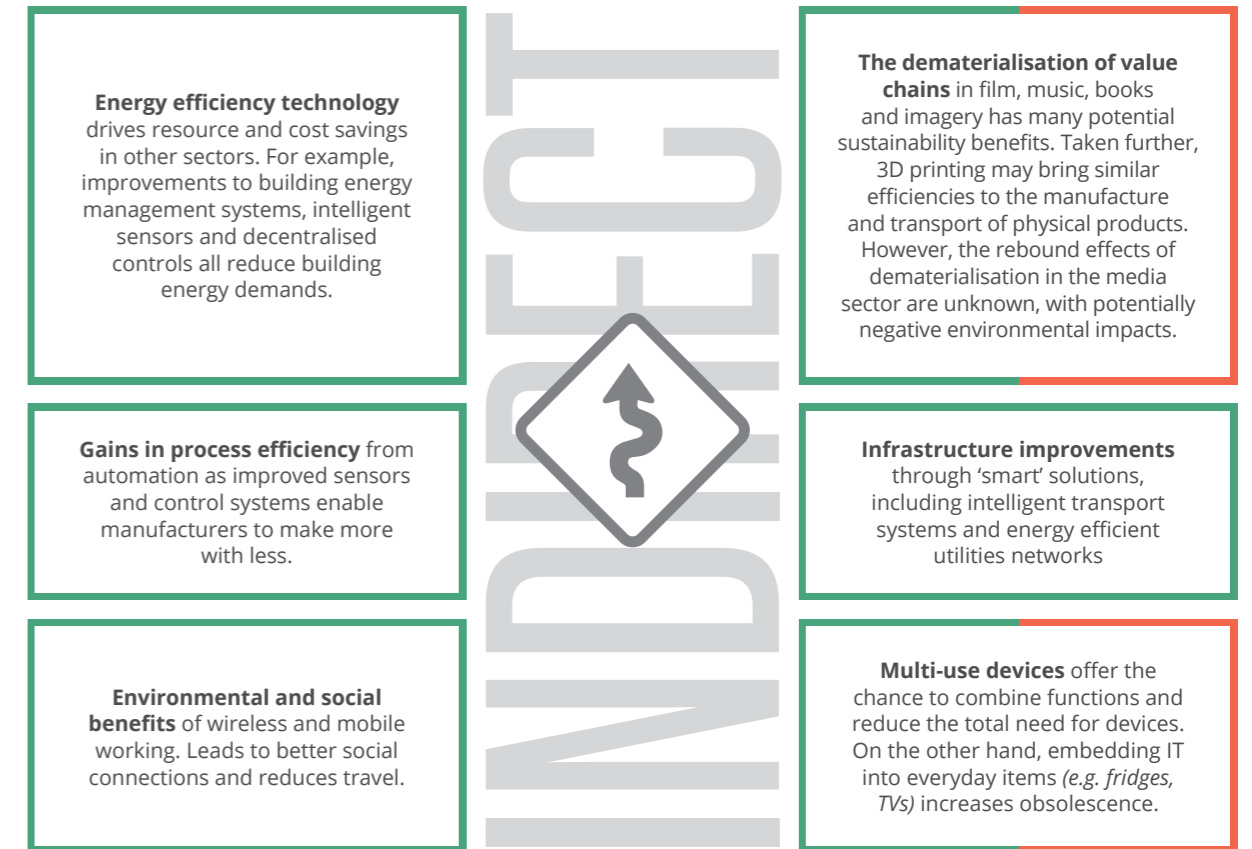 Energy efficiency technology
drives resource and cost savings
in other sectors. For example,
improvements to building energy
management systems, intelligent
sensors and decentralised
controls all reduce building
energy demands.
Gains in process efficiency from
automation as improved sensors
and control systems enable
manufacturers to make more
with less.
Environmental and social
benefits of wireless and mobile
working. Leads to better social
connections and reduces travel.
INDIRECT
The dematerialisation of value
chains in film, music, books
and imagery has many potential
sustainability benefits. Taken further,
3D printing may bring similar
efficiencies to the manufacture
and transport of physical products.
However, the rebound effects of
dematerialisation in the media
sector are unknown, with potentially
negative environmental impacts.
Infrastructure improvements
through ‘smart’ solutions,
including intelligent transport
systems and energy efficient
utilities networks
Multi-use devices offer the
chance to combine functions and
reduce the total need for devices.
On the other hand, embedding IT
into everyday items (e.g. fridges,
TVs) increases obsolescence.